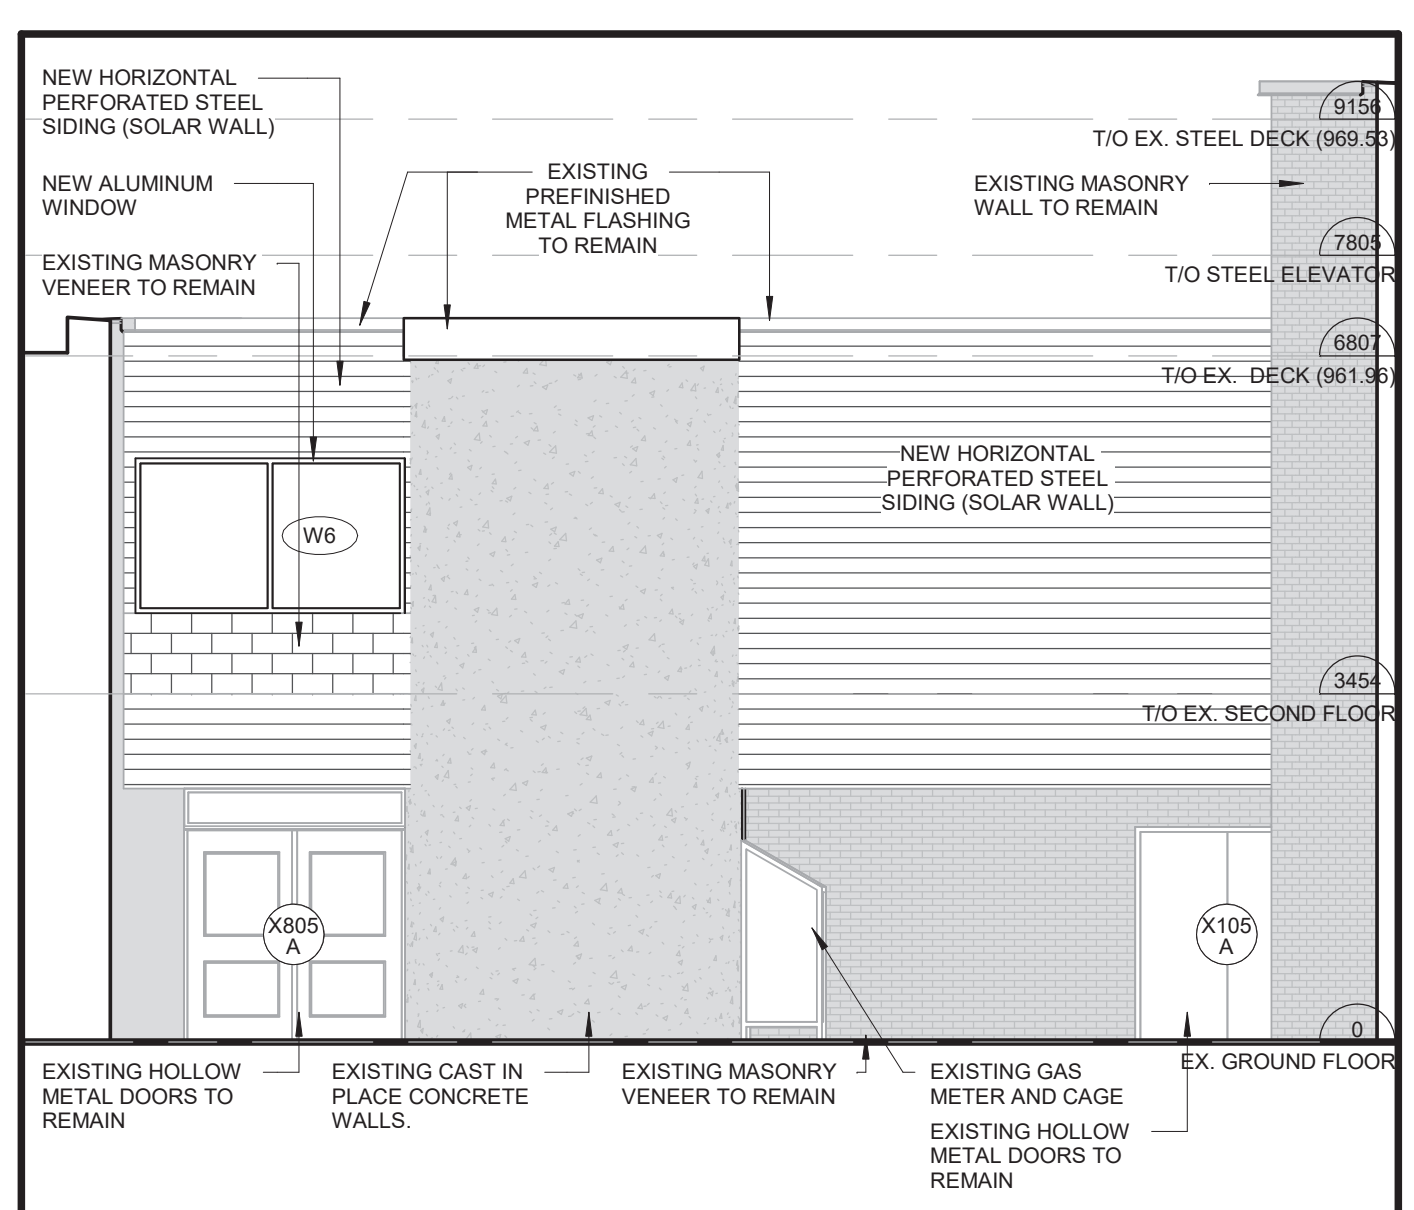 NEW HORIZONTAL
PERFORATED STEEL
SIDING (SOLAR WALL)
NEW ALUMINUM
WINDOW
EXISTING MASONRY
VENEER TO REMAIN
EXISTING
PREFINISHED
METAL FLASHING
TO REMAIN
EXISTING MASONRY
WALL TO REMAIN
9156
T/O EX. STEEL DECK (969.53)
7805
T/O STEEL ELEVATOR
6807
T/O EX. DECK (961.96)
NEW HORIZONTAL
PERFORATED STEEL
SIDING (SOLAR WALL)
W6
3454
T/O EX. SECOND FLOOR
X805
A
X105
A
0
EX. GROUND FLOOR
EXISTING HOLLOW
METAL DOORS TO
REMAIN
EXISTING CAST IN
PLACE CONCRETE
WALLS.
EXISTING MASONRY
VENEER TO REMAIN
EXISTING GAS
METER AND CAGE
EXISTING HOLLOW
METAL DOORS TO
REMAIN